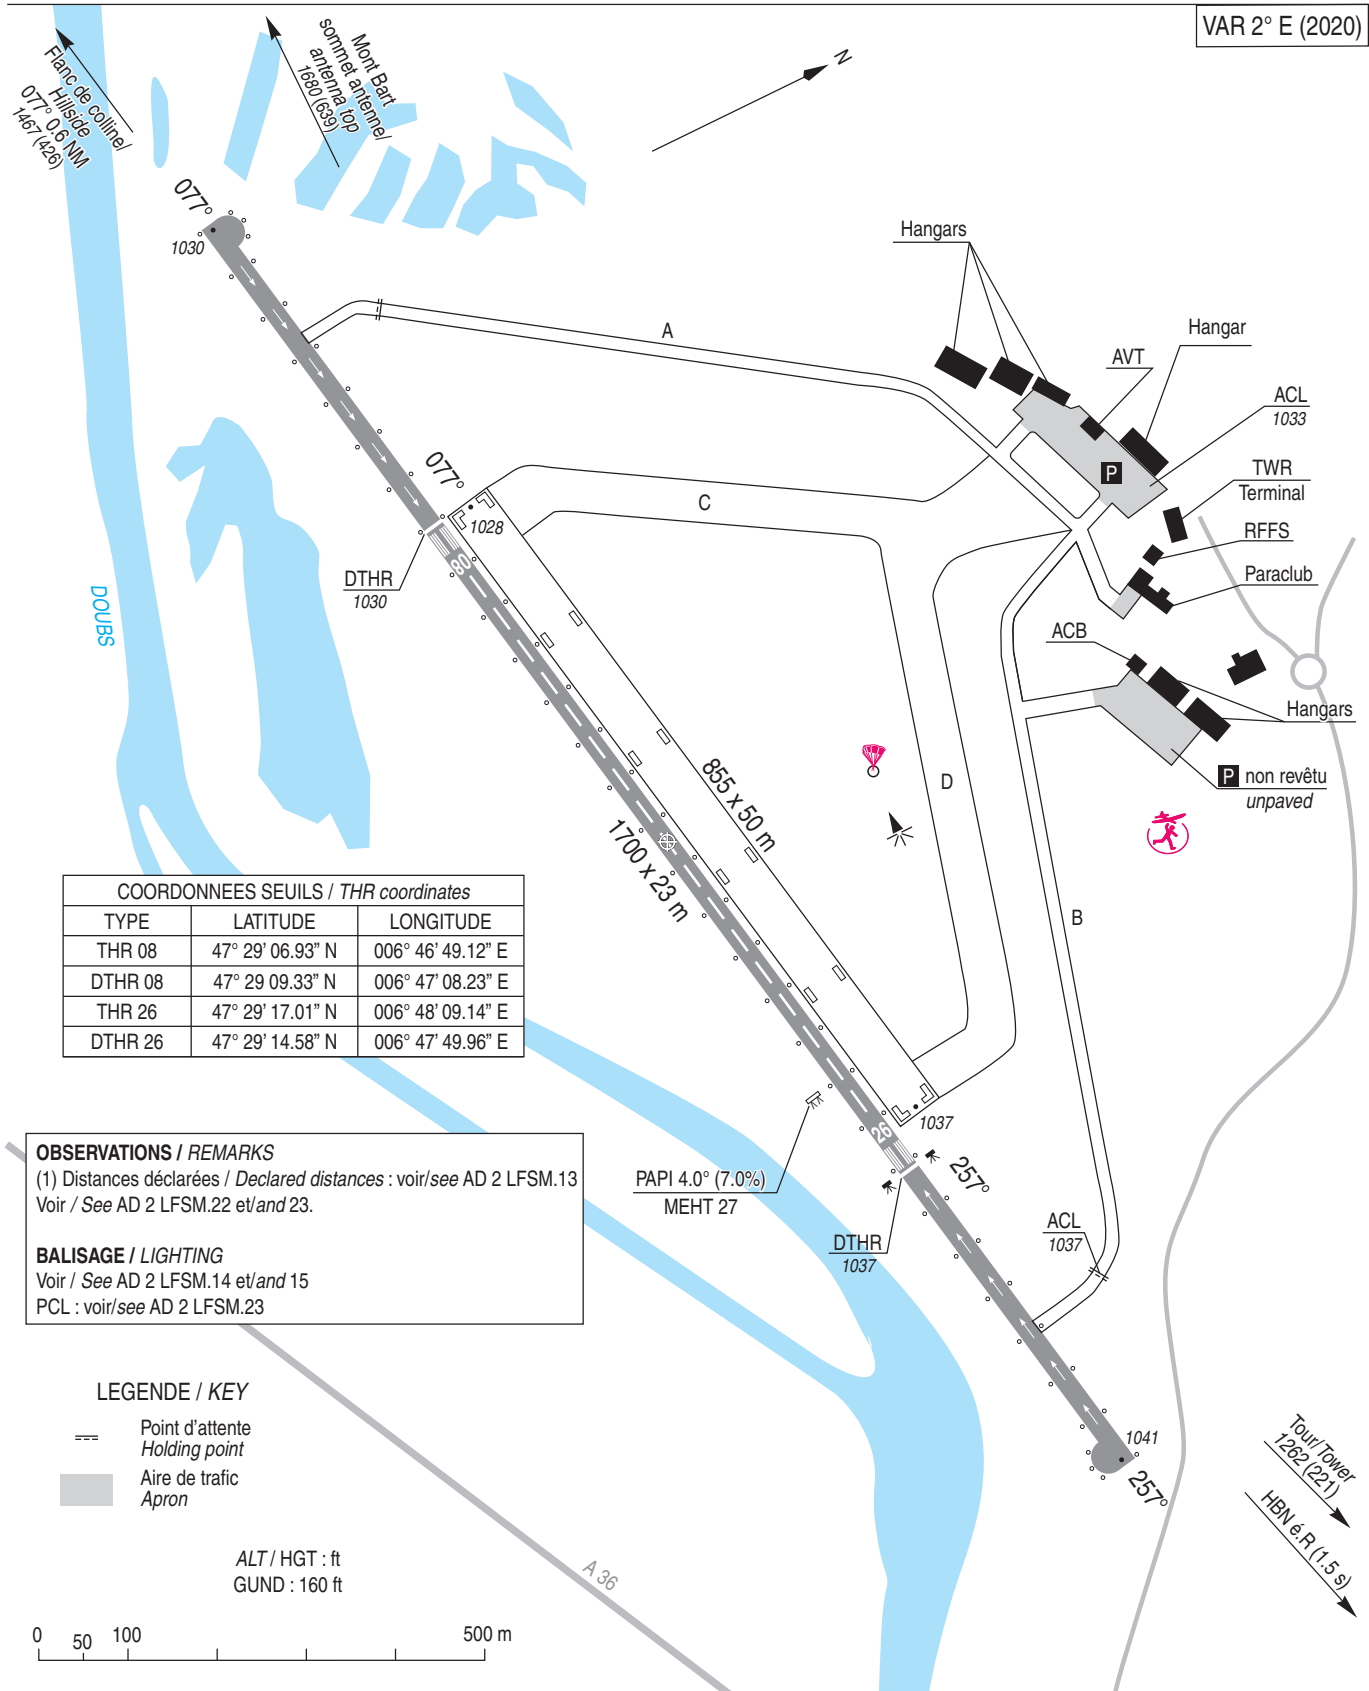 VAR 2° E (2020)
Flanc de colline/
Hillside
077° 0.6 NM
1467 (426)
Mont Bart
sommet antenne/
antenna top
1680 (639)
N
077°
1030
Hangars
A
Hangar
AVT
ACL
1033
P
TWR
Terminal
RFFS
Paraclub
ACB
Hangars
P non revêtu
unpaved
077°
1028
C
DTHR
1030
08
DOUBS
855 x 50 m
1700 x 23 m
D
B
COORDONNEES SEUILS / THR coordinates
TYPE LATITUDE LONGITUDE
THR 08 47° 29’ 06.93” N 006° 46’ 49.12” E
DTHR 08 47° 29 09.33” N 006° 47’ 08.23” E
THR 26 47° 29’ 17.01” N 006° 48’ 09.14” E
DTHR 26 47° 29’ 14.58” N 006° 47’ 49.96” E
1037
26
257°
PAPI 4.0° (7.0%)
MEHT 27
DTHR
1037
ACL
1037
OBSERVATIONS / REMARKS
(1) Distances déclarées / Declared distances : voir/see AD 2 LFSM.13
Voir / See AD 2 LFSM.22 et/and 23.
BALISAGE / LIGHTING
Voir / See AD 2 LFSM.14 et/and 15
PCL : voir/see AD 2 LFSM.23
LEGENDE / KEY
Point d’attente
Holding point
Aire de trafic
Apron
1041
257°
Tour/Tower
1262 (221)
HBN é.R (1.5 s)
ALT / HGT : ft
GUND : 160 ft
A 36
0 50 100 500 m